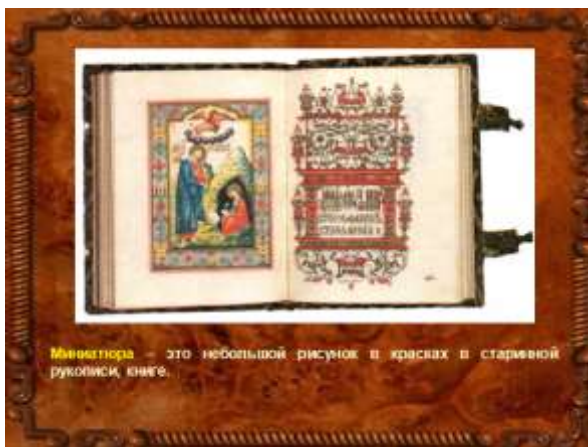 Миниатюра – это небольшой рисунок в красках в старинной
рукописи, книге.